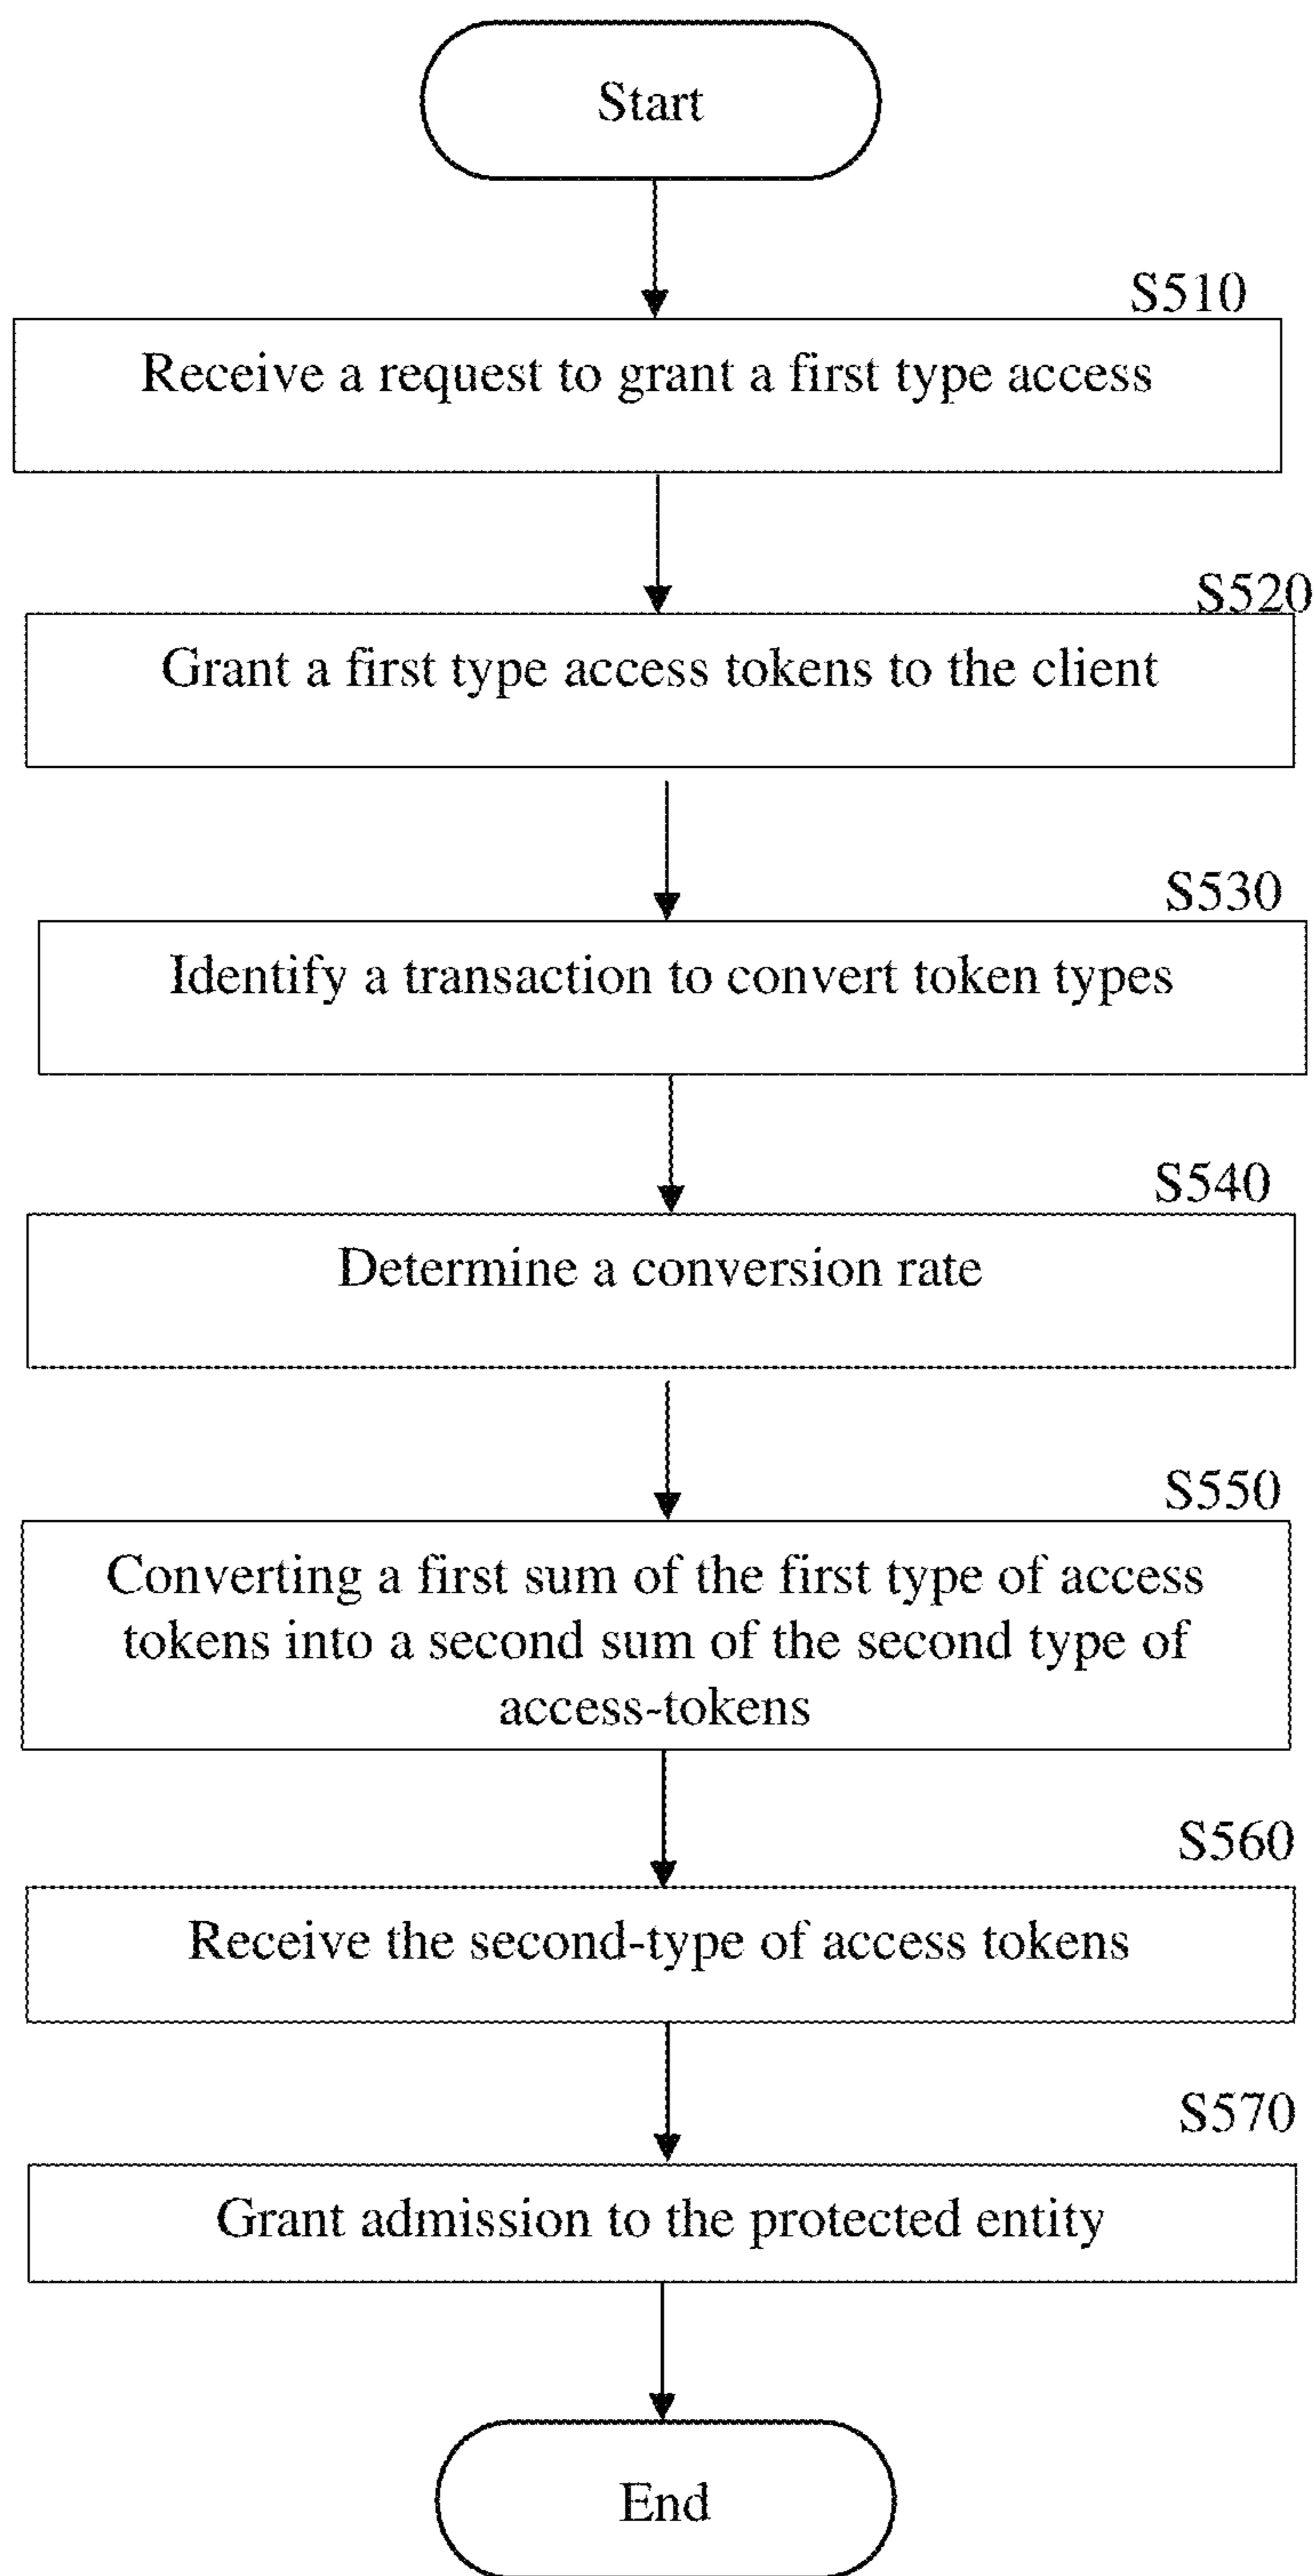 Start
S510
Receive a request to grant a first type access
S520
Grant a first type access tokens to the client
S530
Identify a transaction to convert token types
S540
Determine a conversion rate
S550
Converting a first sum of the first type of access
tokens into a second sum of the second type of
access-tokens
S560
Receive the second-type of access tokens
S570
Grant admission to the protected entity
End